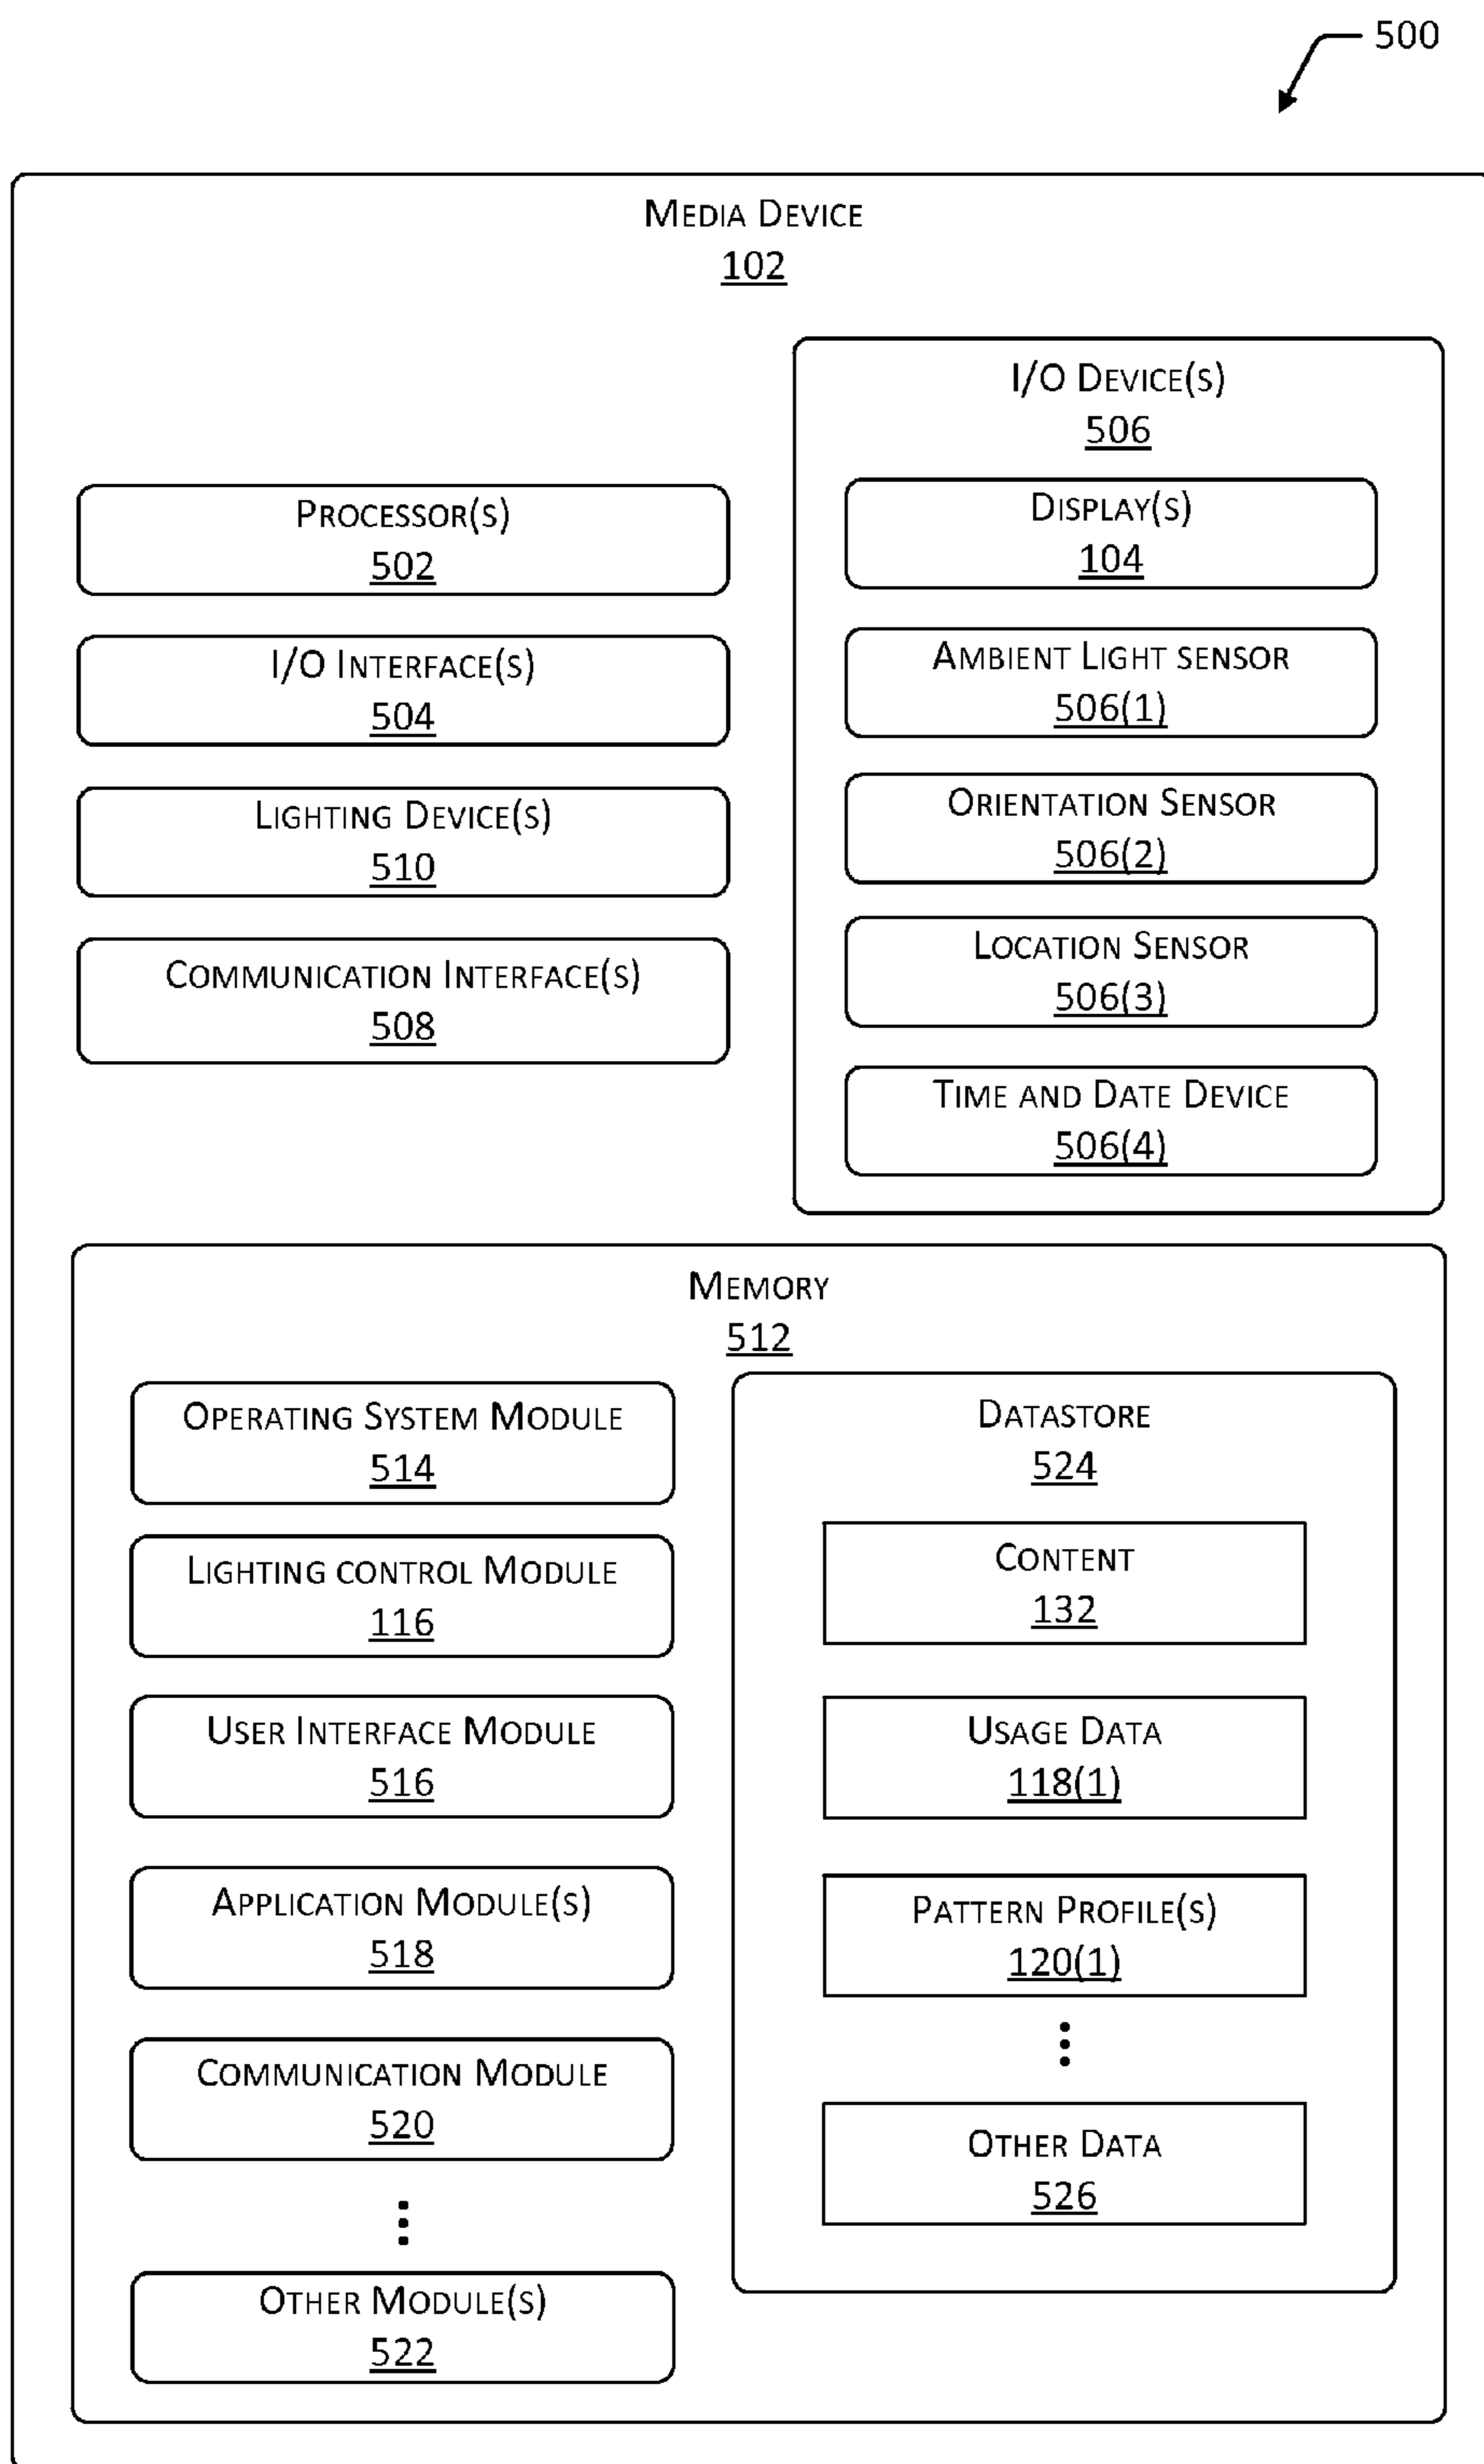 500
MEDIA DEVICE
102
I/O DEVICE(S)
506
PROCESSOR(S)
502
I/O INTERFACE(S)
504
LIGHTING DEVICE(S)
510
COMMUNICATION INTERFACE(S)
508
DISPLAY(S)
104
AMBIENT LIGHT SENSOR
506(1)
ORIENTATION SENSOR
506(2)
LOCATION SENSOR
506(3)
TIME AND DATE DEVICE
506(4)
MEMORY
512
OPERATING SYSTEM MODULE
514
LIGHTING CONTROL MODULE
116
USER INTERFACE MODULE
516
APPLICATION MODULE(S)
518
COMMUNICATION MODULE
520
OTHER MODULE(S)
522
DATASTORE
524
CONTENT
132
USAGE DATA
118(1)
PATTERN PROFILE(S)
120(1)
OTHER DATA
526